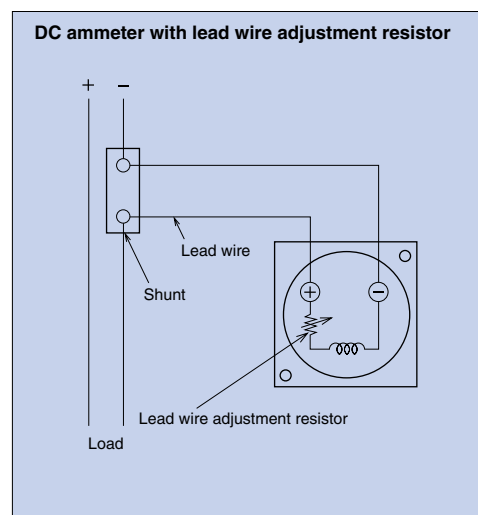 DC ammeter with lead wire adjustment resistor
+ −
Lead wire
Shunt
+ −
Lead wire adjustment resistor
Load